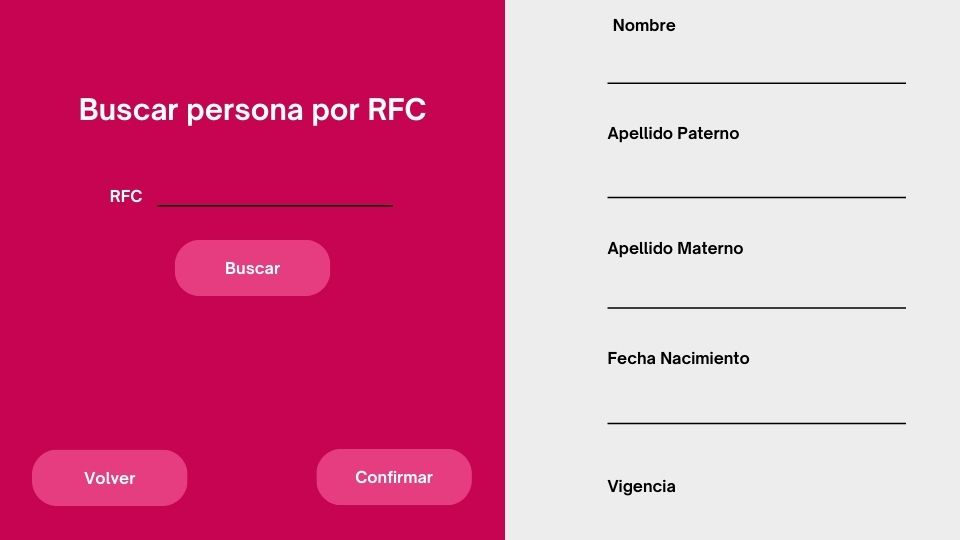 Buscar persona por RFC
RFC
Buscar
Volver
Confirmar
Nombre
Apellido Paterno
Apellido Materno
Fecha Nacimiento
Vigencia